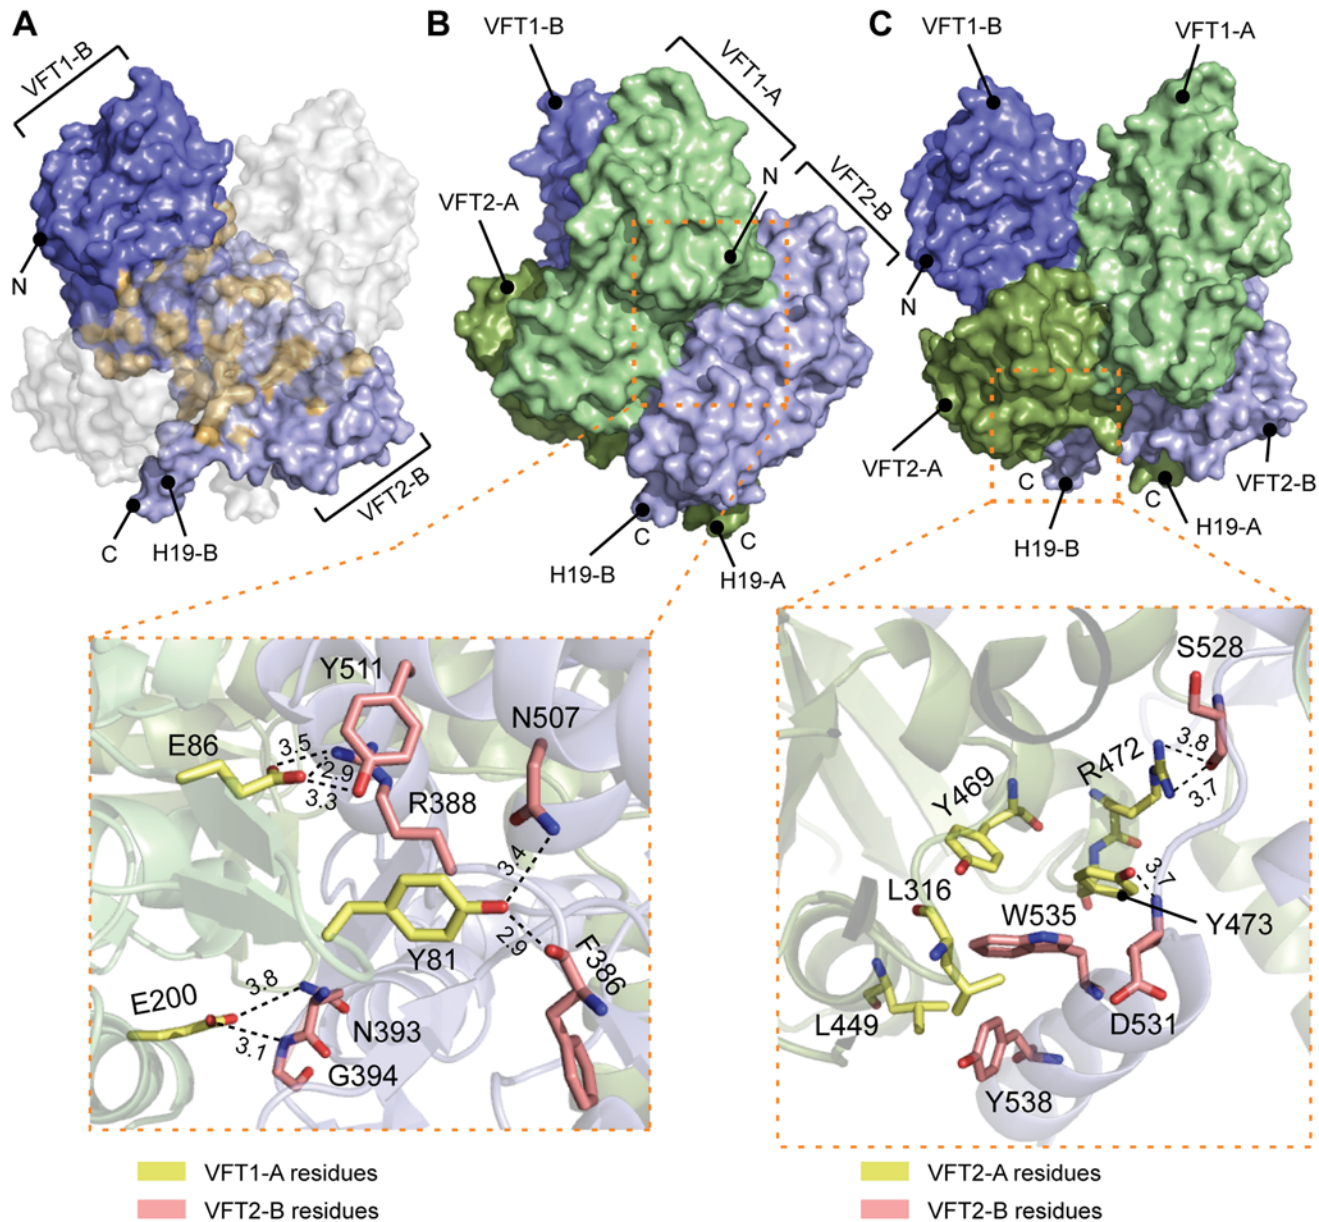 A
VFT1-B
N
C
H19-B
VFT2-B
B
VFT1-B
VFT1-A
N
VFT2-B
VFT2-A
H19-B
C
C
H19-A
C
VFT1-B
VFT1-A
N
VFT2-A
C
H19-B
C
H19-A
VFT2-B
Y511
N507
E86
3.5
2.9
3.3
R388
3.4
Y81
2.9
F386
E200
3.8
3.1
N393
G394
VFT1-A residues
VFT2-B residues
S528
R472
3.8
3.7
Y469
L316
3.7
W535
Y473
L449
D531
Y538
VFT2-A residues
VFT2-B residues